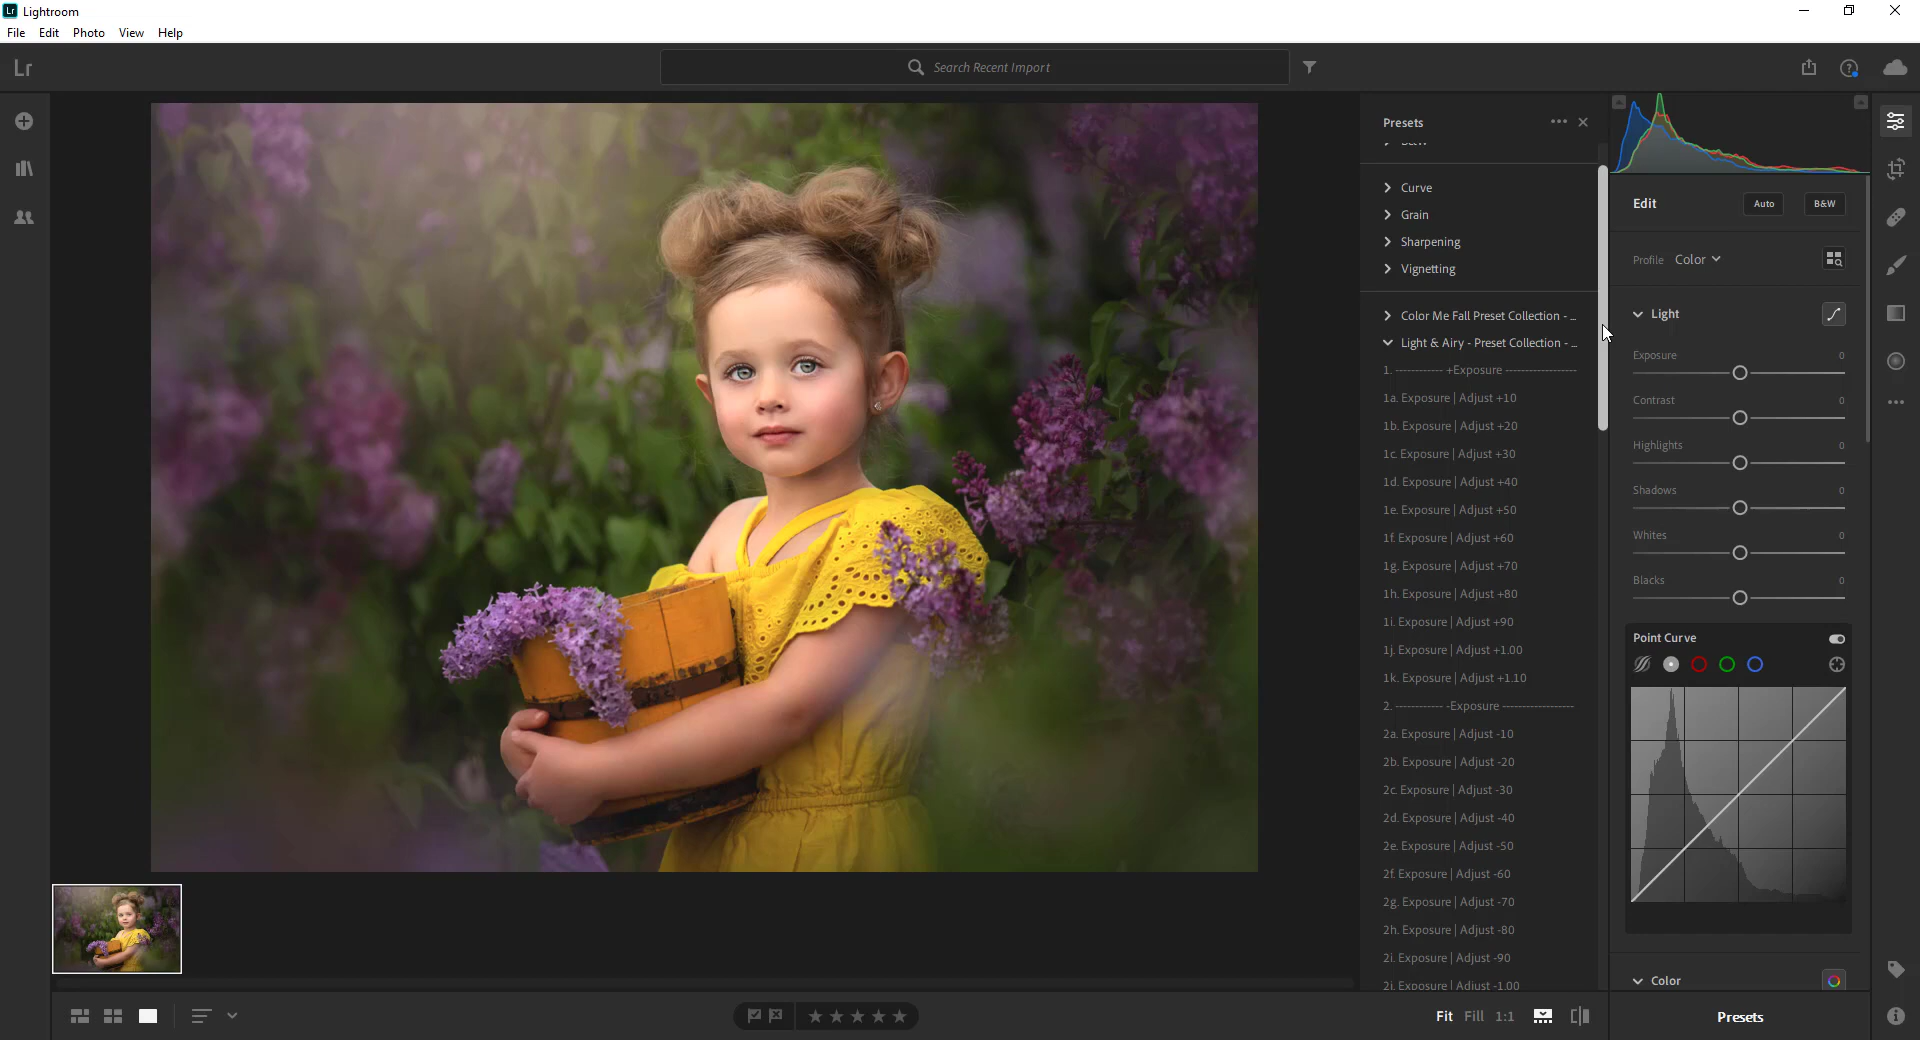 Lr Lightroom
File Edit Photo View Help
Lr
Search Recent Import
Presets
B&W
Curve
Grain
Sharpening
Vignetting
Color Me Fall Preset Collection - ...
Light & Airy - Preset Collection - ...
1. ------------ +Exposure ------------------
1a. Exposure | Adjust +10
1b. Exposure | Adjust +20
1c. Exposure | Adjust +30
1d. Exposure | Adjust +40
1e. Exposure | Adjust +50
1f. Exposure | Adjust +60
1g. Exposure | Adjust +70
1h. Exposure | Adjust +80
1i. Exposure | Adjust +90
1j. Exposure | Adjust +1.00
1k. Exposure | Adjust +1.10
2. ------------ -Exposure ------------------
2a. Exposure | Adjust -10
2b. Exposure | Adjust -20
2c. Exposure | Adjust -30
2d. Exposure | Adjust -40
2e. Exposure | Adjust -50
2f. Exposure | Adjust -60
2g. Exposure | Adjust -70
2h. Exposure | Adjust -80
2i. Exposure | Adjust -90
2j. Exposure | Adjust -1.00
Edit Auto B&W
Profile Color
Light
Exposure 0
Contrast 0
Highlights 0
Shadows 0
Whites 0
Blacks 0
Point Curve
Color
Fit Fill 1:1
Presets